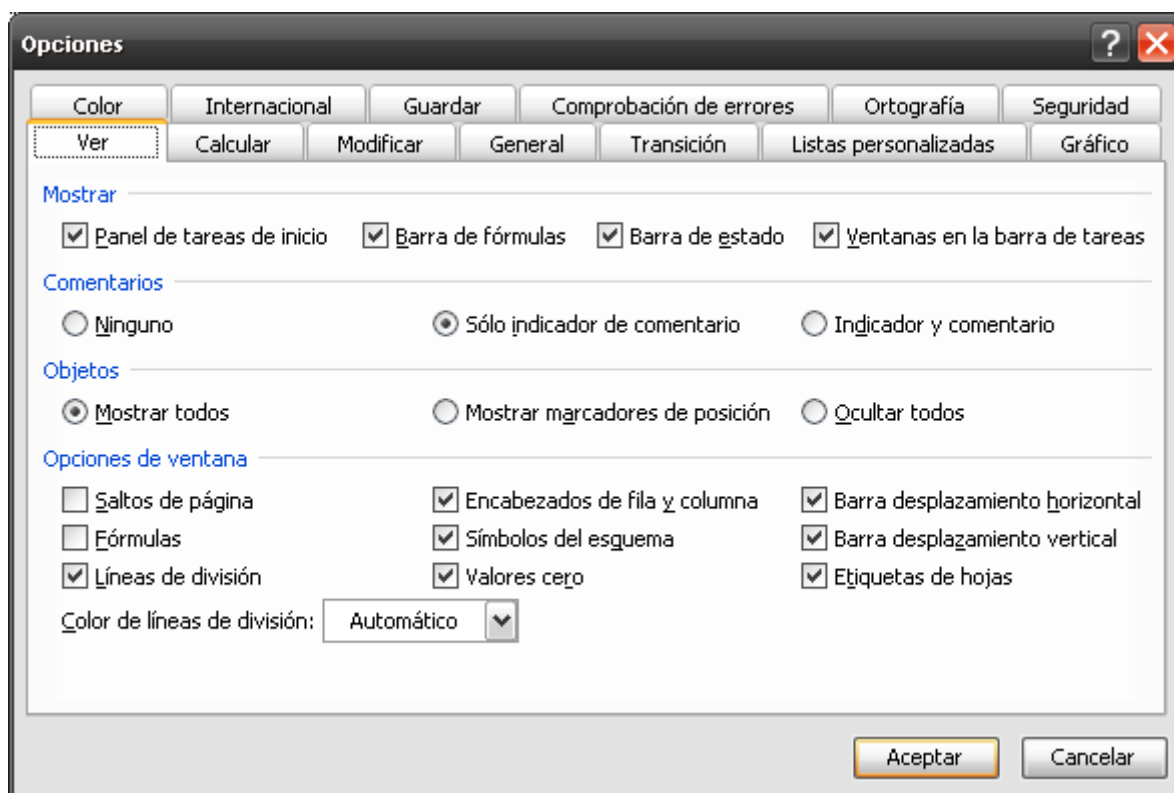 Opciones
Color Internacional Guardar Comprobación de errores Ortografía Seguridad
Ver Calcular Modificar General Transición Listas personalizadas Gráfico
Mostrar
Panel de tareas de inicio Barra de fórmulas Barra de estado Ventanas en la barra de tareas
Comentarios
Ninguno Sólo indicador de comentario Indicador y comentario
Objetos
Mostrar todos Mostrar marcadores de posición Ocultar todos
Opciones de ventana
Saltos de página Encabezados de fila y columna Barra desplazamiento horizontal
Fórmulas Símbolos del esquema Barra desplazamiento vertical
Líneas de división Valores cero Etiquetas de hojas
Color de líneas de división: Automático
Aceptar Cancelar